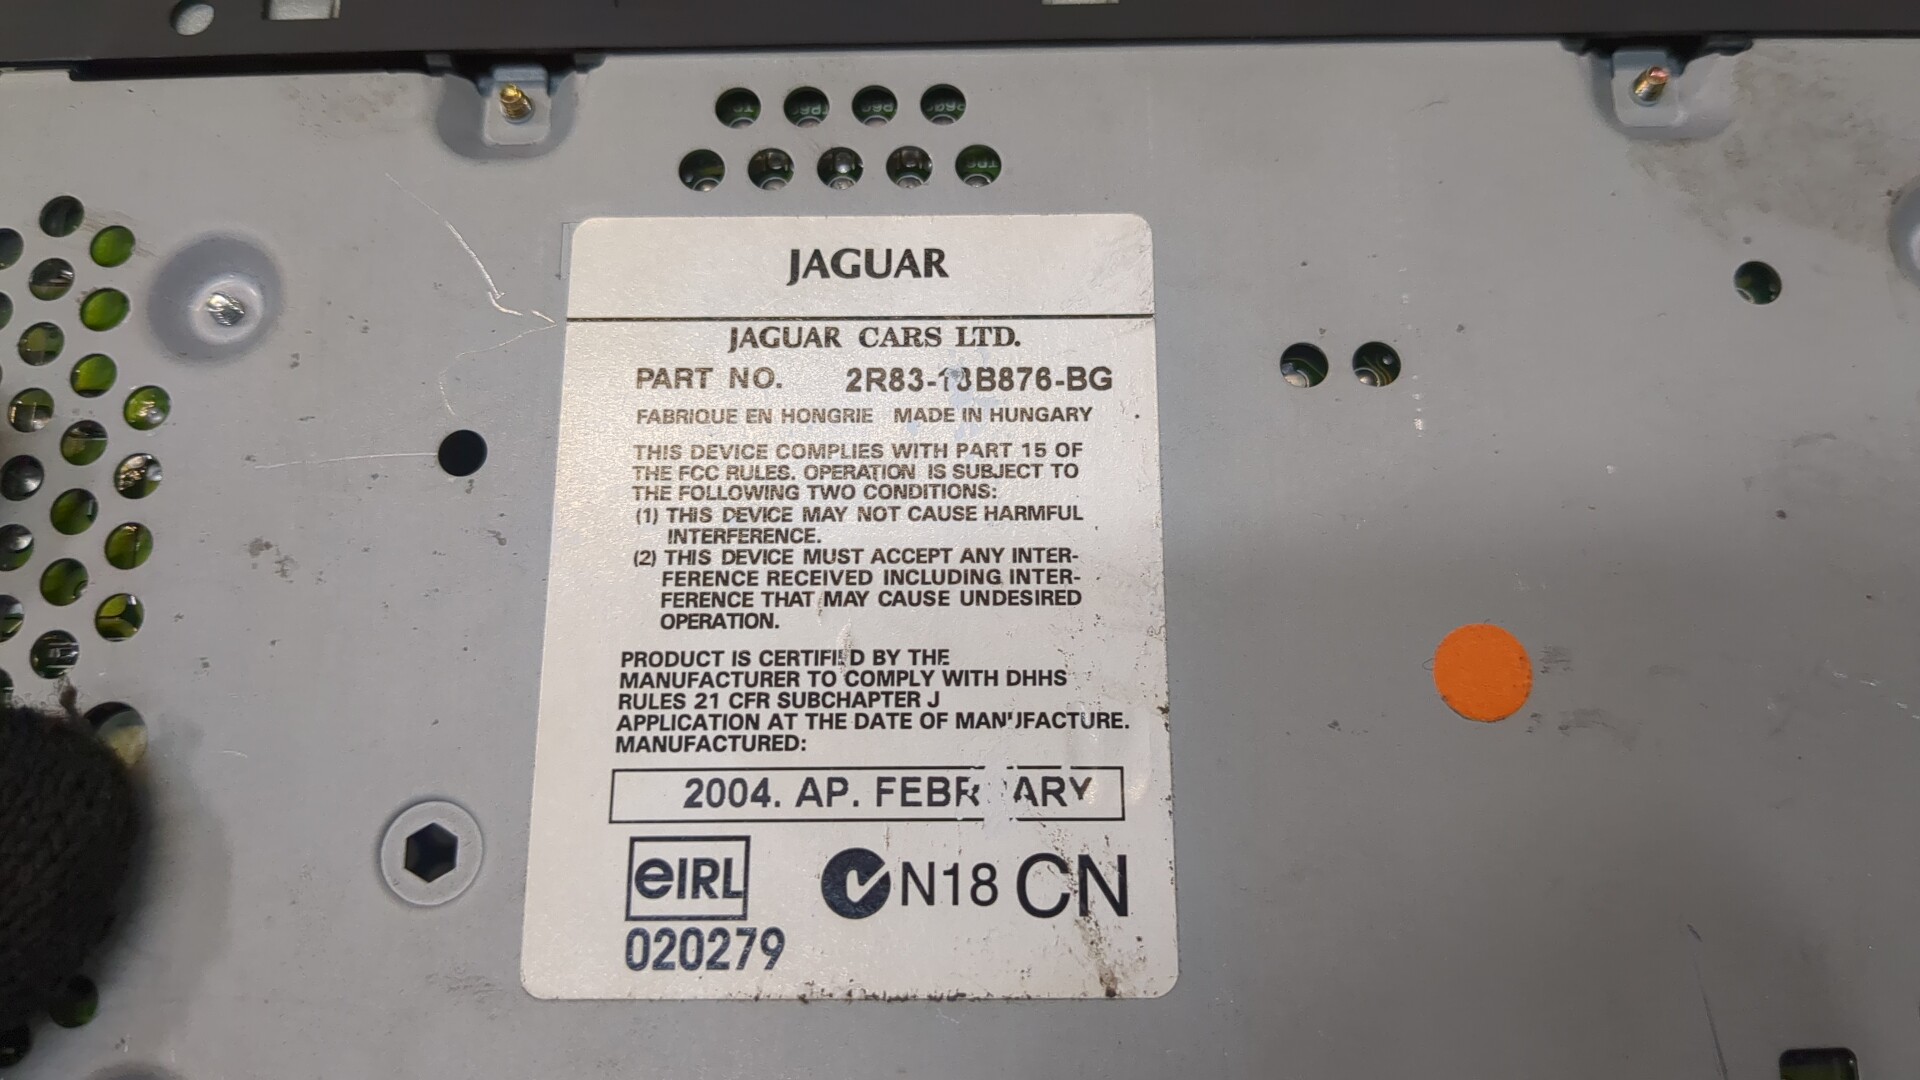 JAGUAR
JAGUAR CARS LTD.
PART NO. 2R83-18B876-BG
FABRIQUE EN HONGRIE MADE IN HUNGARY
THIS DEVICE COMPLIES WITH PART 15 OF
THE FCC RULES. OPERATION IS SUBJECT TO
THE FOLLOWING TWO CONDITIONS:
(1) THIS DEVICE MAY NOT CAUSE HARMFUL
INTERFERENCE.
(2) THIS DEVICE MUST ACCEPT ANY INTER-
FERENCE RECEIVED INCLUDING INTER-
FERENCE THAT MAY CAUSE UNDESIRED
OPERATION.
PRODUCT IS CERTIFIED BY THE
MANUFACTURER TO COMPLY WITH DHHS
RULES 21 CFR SUBCHAPTER J
APPLICATION AT THE DATE OF MANUFACTURE.
MANUFACTURED:
2004. AP. FEBRUARY
eIRL
N18 CN
020279